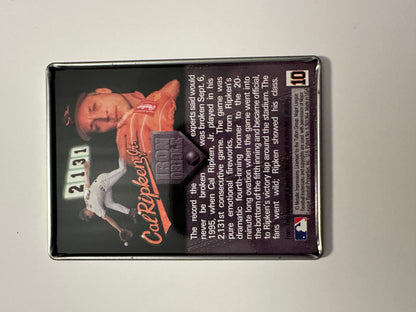 2131
Cal Ripken, Jr.
IRON
ORIOLE
The record the experts said would
never be broken was broken Sept. 6,
1995, when Cal Ripken, Jr. played in his
2,131st consecutive game. The game was
pure emotional fireworks, from Ripken's
dramatic fourth-inning homer to the 20-
minute long ovation when the game went into
the bottom of the fifth inning and became official,
to Ripken's victory lap around the stadium. The
fans went wild; Ripken showed his class.
10